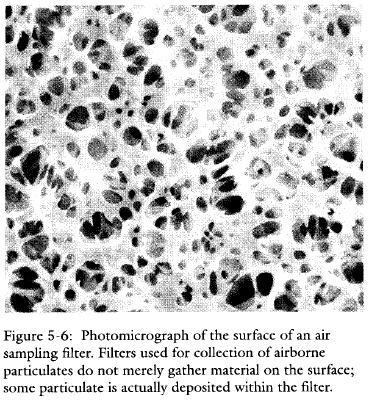 Figure 5-6:  Photomicrograph of the surface of an air
sampling filter. Filters used for collection of airborne
particulates do not merely gather material on the surface;
some particulate is actually deposited within the filter.